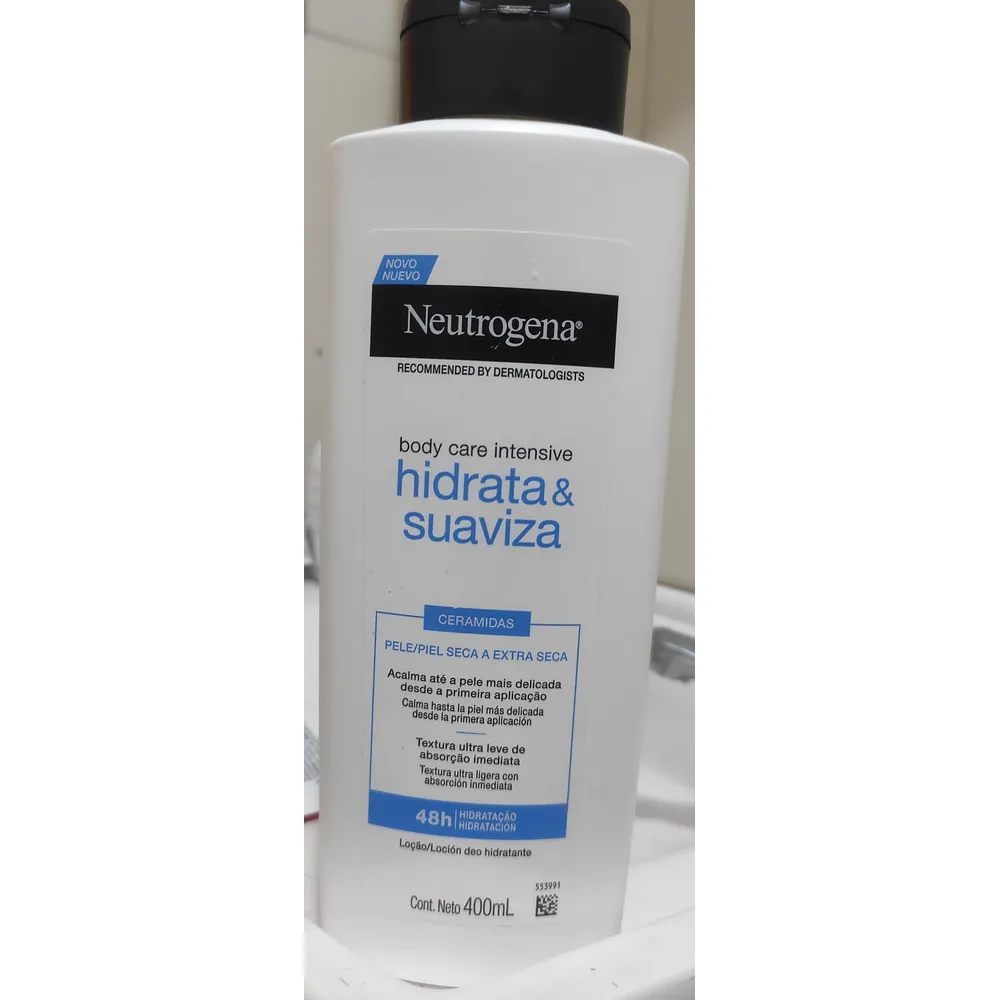 NOVO
NUEVO
Neutrogena®
RECOMMENDED BY DERMATOLOGISTS
body care intensive
hidrata &
suaviza
CERAMIDAS
PELE/PIEL SECA A EXTRA SECA
Acalma até a pele mais delicada
desde a primeira aplicação
Calma hasta la piel más delicada
desde la primera aplicación
Textura ultra leve de
absorção imediata
Textura ultra ligera con
absorción inmediata
48h HIDRATAÇÃO
HIDRATACIÓN
Loção/Loción deo hidratante
553991
Cont. Neto 400mL